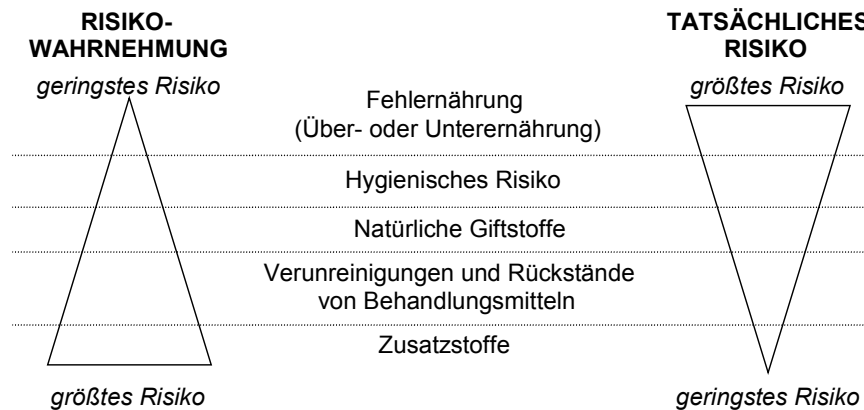 RISIKO-
WAHRNEHMUNG
TATSÄCHLICHES
RISIKO
geringstes Risiko
größtes Risiko
Fehlernährung
(Über- oder Unterernährung)
Hygienisches Risiko
Natürliche Giftstoffe
Verunreinigungen und Rückstände
von Behandlungsmitteln
Zusatzstoffe
größtes Risiko
geringstes Risiko